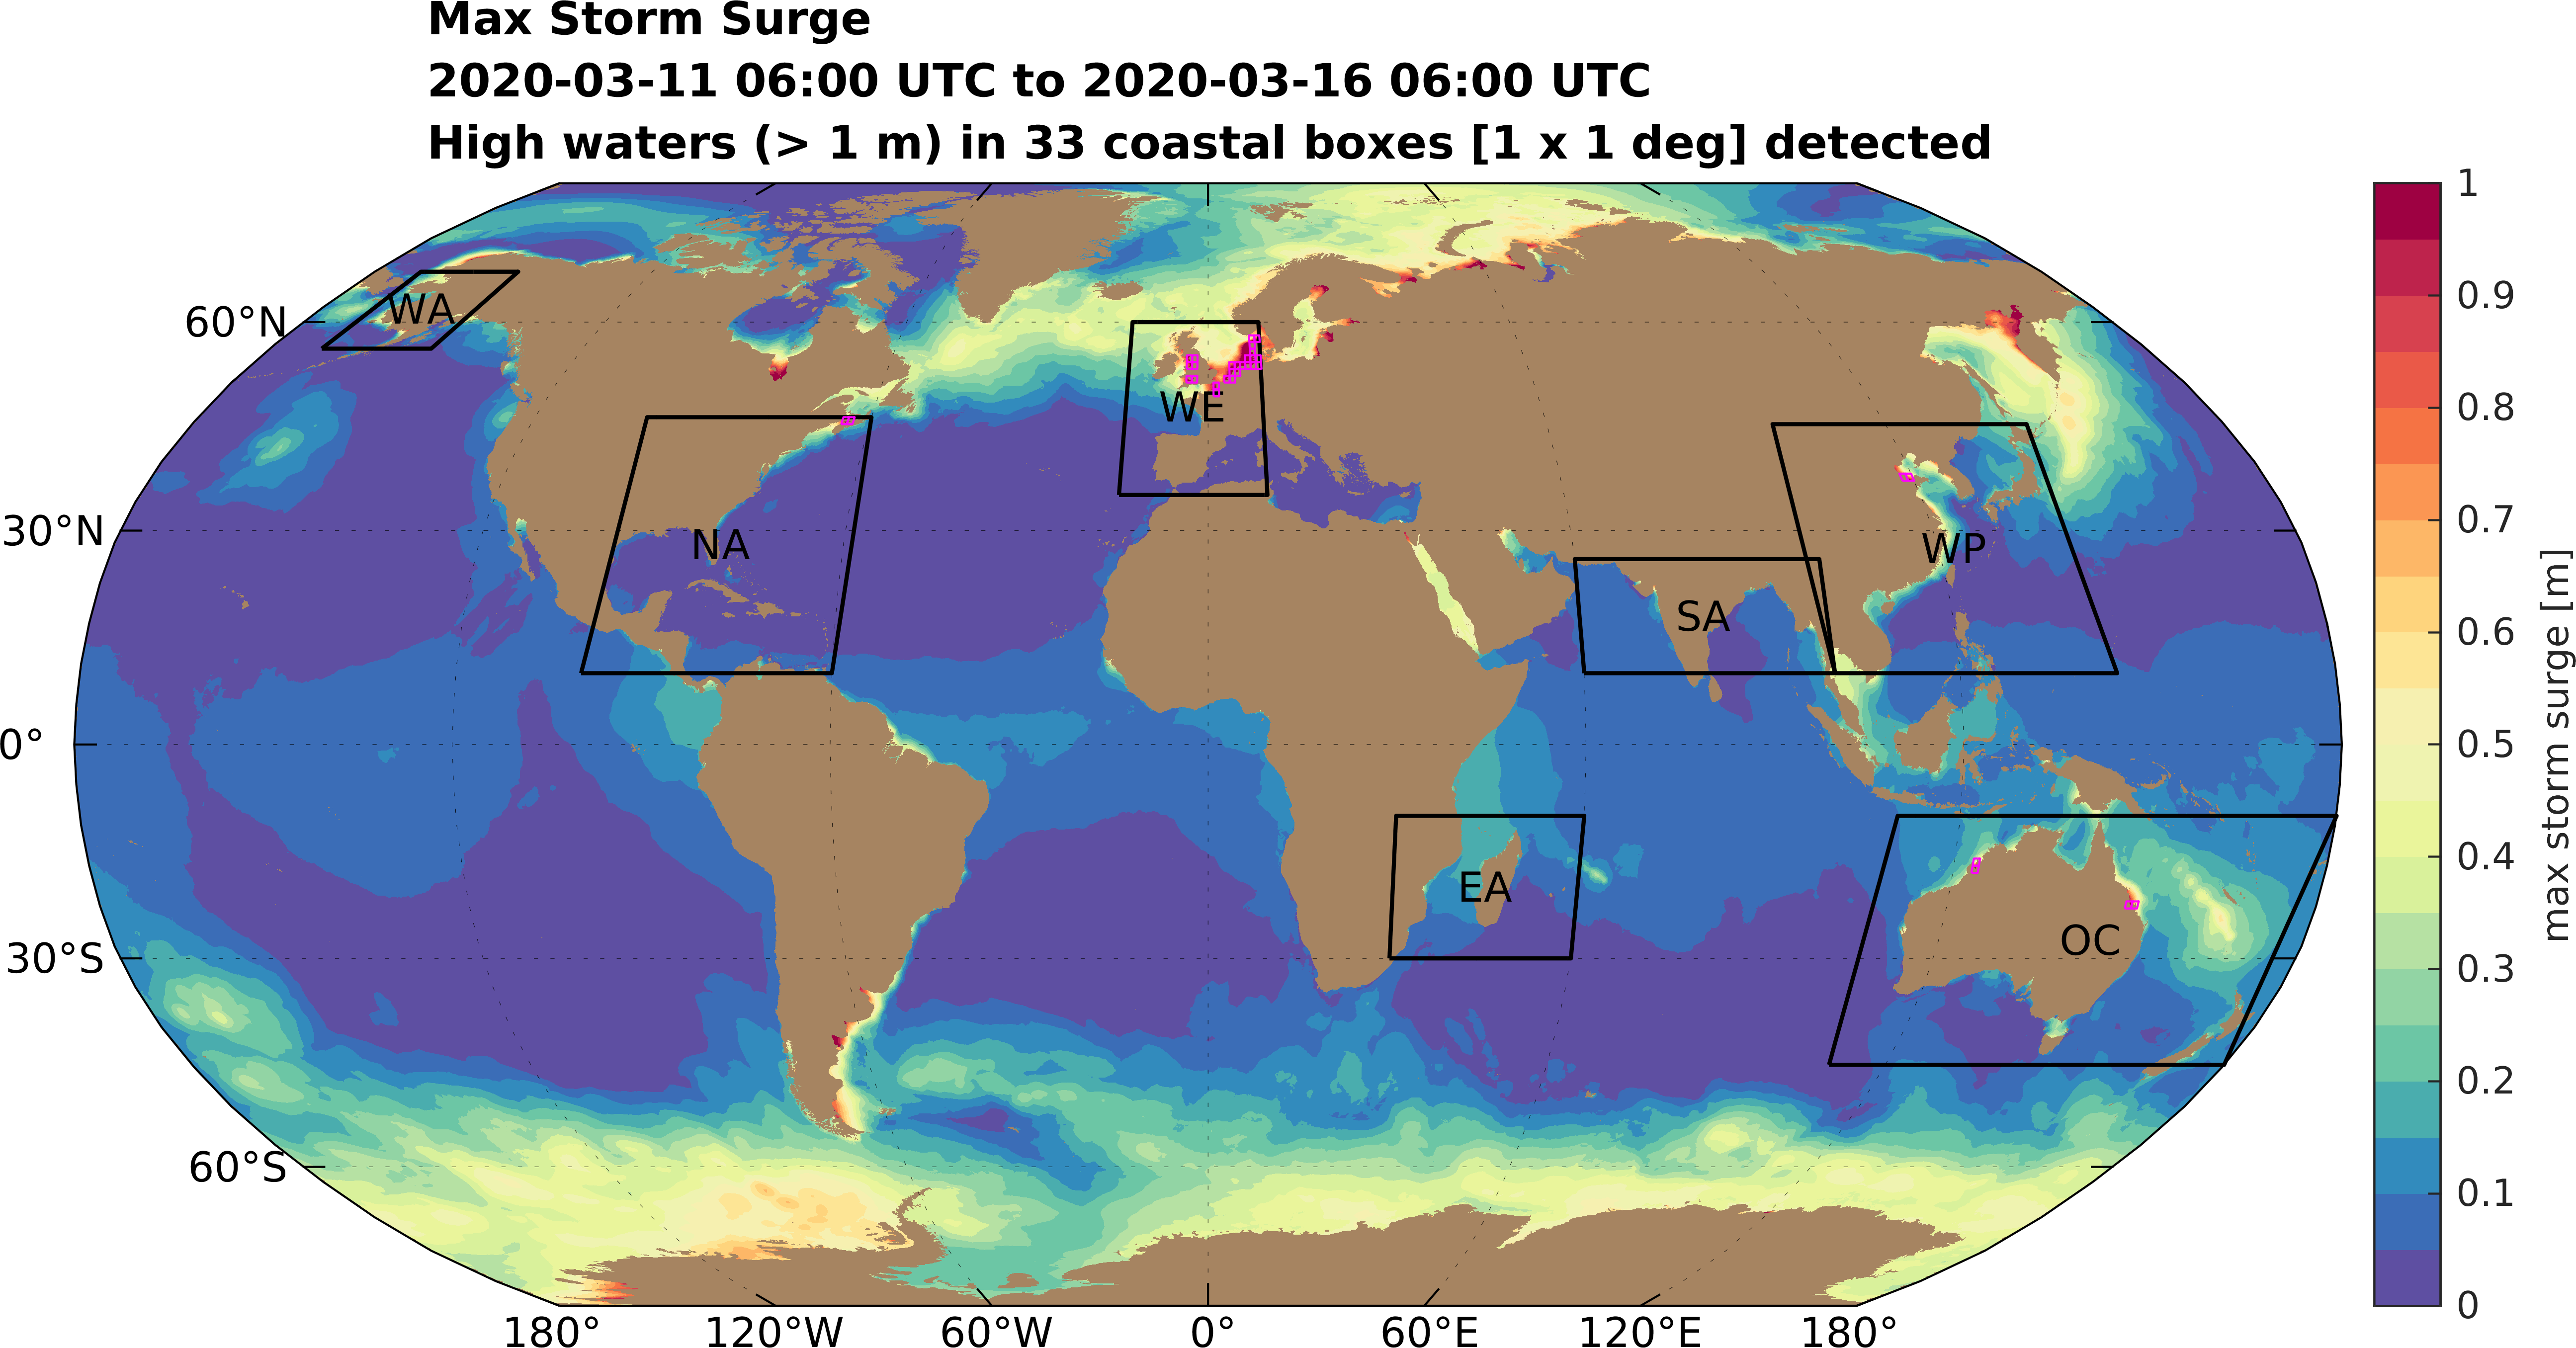 Max Storm Surge
2020-03-11 06:00 UTC to 2020-03-16 06:00 UTC
High waters (> 1 m) in 33 coastal boxes [1 x 1 deg] detected
60°N
30°N
0°
30°S
60°S
WA
NA
WE
SA
WP
EA
OC
180°
120°W
60°W
0°
60°E
120°E
180°
1
0.9
0.8
0.7
0.6
0.5
0.4
0.3
0.2
0.1
0
max storm surge [m]